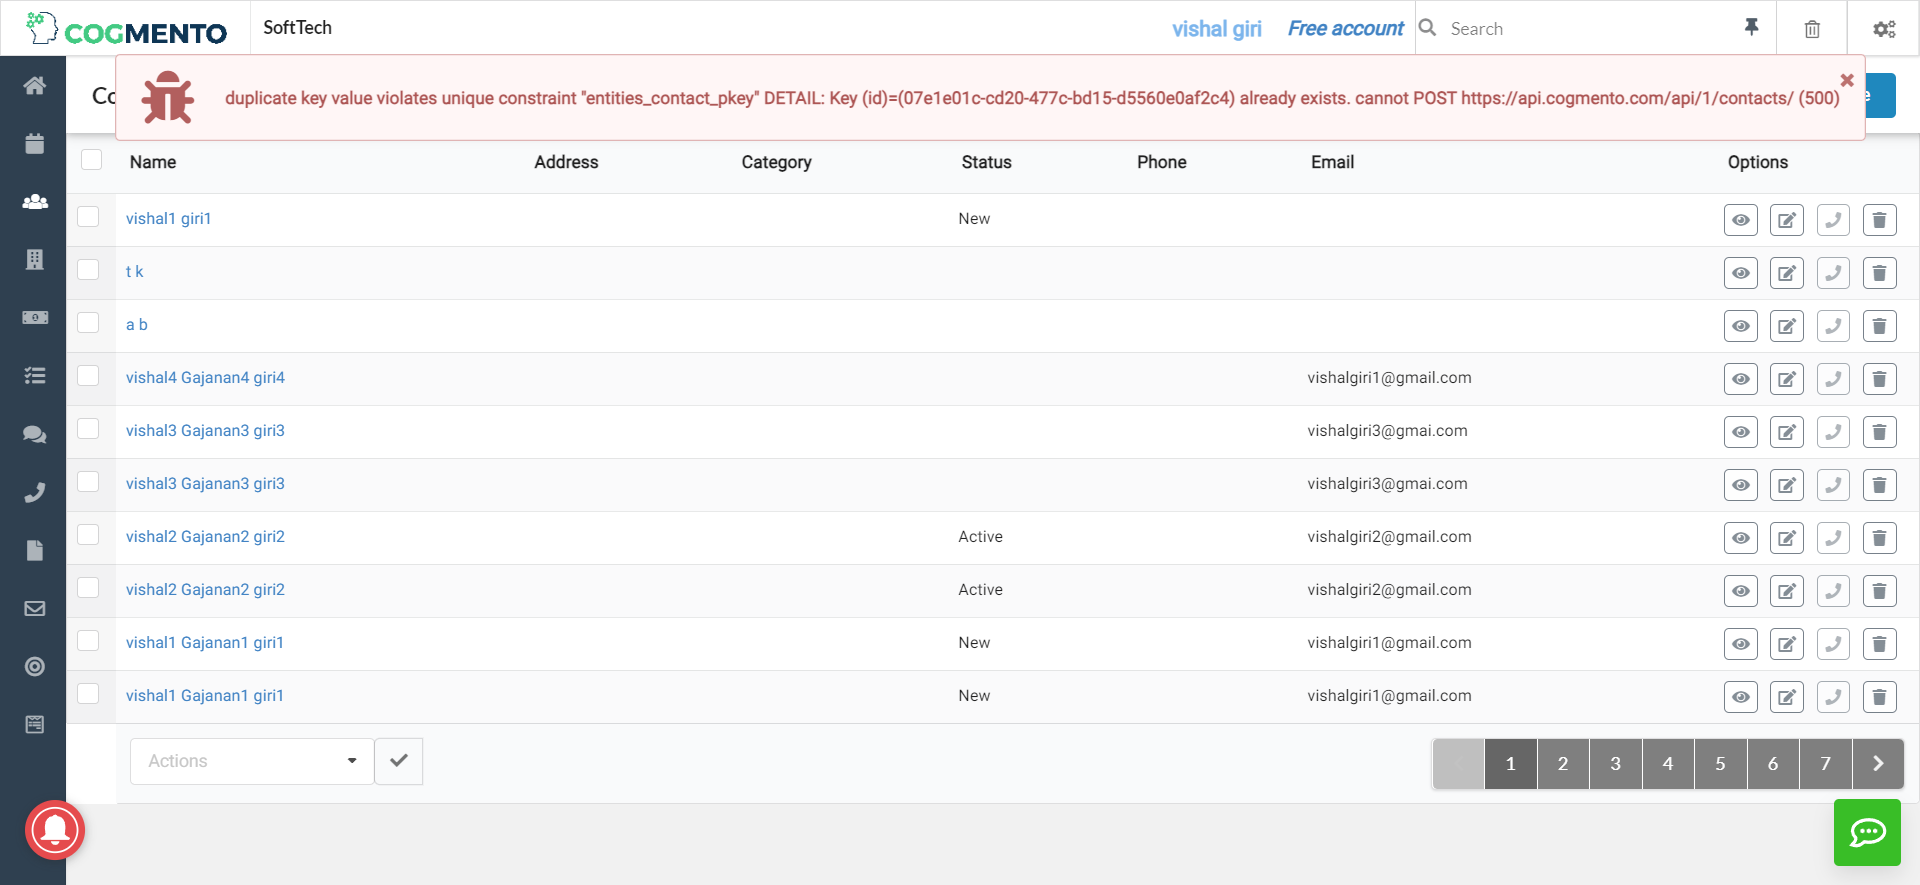 COGMENTO
SoftTech
vishal giri
Free account
Search
Co
duplicate key value violates unique constraint "entities_contact_pkey" DETAIL: Key (id)=(07e1e01c-cd20-477c-bd15-d5560e0af2c4) already exists. cannot POST https://api.cogmento.com/api/1/contacts/ (500)
e
Name Address Category Status Phone Email Options
vishal1 giri1 New
t k
a b
vishal4 Gajanan4 giri4 vishalgiri1@gmail.com
vishal3 Gajanan3 giri3 vishalgiri3@gmai.com
vishal3 Gajanan3 giri3 vishalgiri3@gmai.com
vishal2 Gajanan2 giri2 Active vishalgiri2@gmail.com
vishal2 Gajanan2 giri2 Active vishalgiri2@gmail.com
vishal1 Gajanan1 giri1 New vishalgiri1@gmail.com
vishal1 Gajanan1 giri1 New vishalgiri1@gmail.com
Actions
1 2 3 4 5 6 7